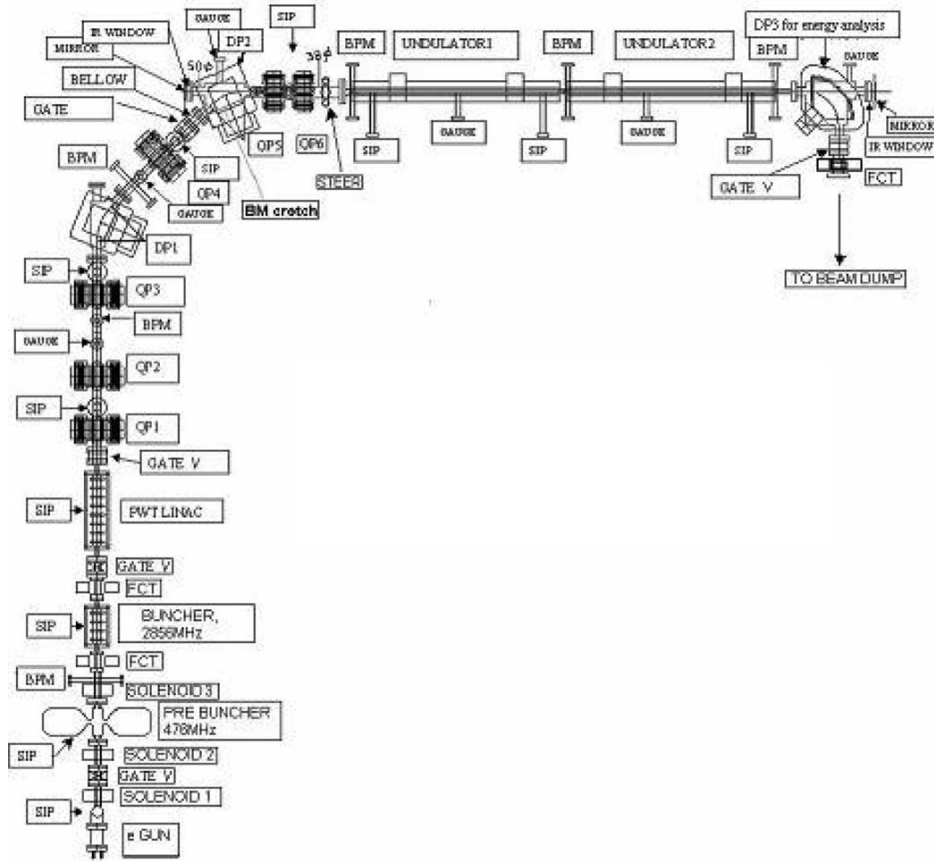 GAUGE
SIP
DP3 for energy analysis
IR WINDOW
DP2
MIRROR
BPM
UNDULATOR1
BPM
UNDULATOR2
BPM
50φ
38φ
GAUGE
BELLOW
GATE
MIRROR
SIP
GAUGE
SIP
GAUGE
SIP
IR WINDOW
QP5
QP6
BPM
SIP
STEER
GATE V
FCT
QP4
GAUGE
BM crotch
DP1
SIP
TO BEAM DUMP
QP3
BPM
GAUGE
QP2
SIP
QP1
GATE V
SIP
PWT LINAC
GATE V
FCT
BUNCHER,
2856MHz
SIP
FCT
BPM
SOLENOID 3
PRE BUNCHER
476MHz
SIP
SOLENOID 2
GATE V
SOLENOID 1
SIP
e GUN